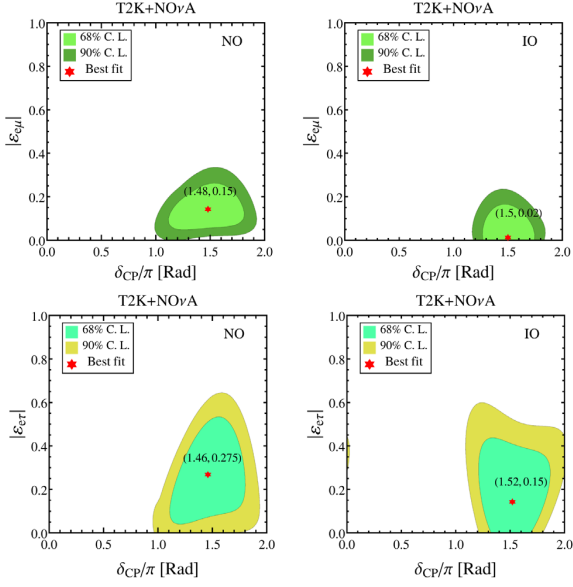 T2K+NOνA
NO
68% C. L.
90% C. L.
Best fit
(1.48, 0.15)
|εeμ|
1.0
0.8
0.6
0.4
0.2
0.0
0.0 0.5 1.0 1.5 2.0
δCP/π [Rad]
T2K+NOνA
IO
68% C. L.
90% C. L.
Best fit
(1.5, 0.02)
|εeμ|
1.0
0.8
0.6
0.4
0.2
0.0
0.0 0.5 1.0 1.5 2.0
δCP/π [Rad]
T2K+NOνA
NO
68% C. L.
90% C. L.
Best fit
(1.46, 0.275)
|εeτ|
1.0
0.8
0.6
0.4
0.2
0.0
0.0 0.5 1.0 1.5 2.0
δCP/π [Rad]
T2K+NOνA
IO
68% C. L.
90% C. L.
Best fit
(1.52, 0.15)
|εeτ|
1.0
0.8
0.6
0.4
0.2
0.0
0.0 0.5 1.0 1.5 2.0
δCP/π [Rad]